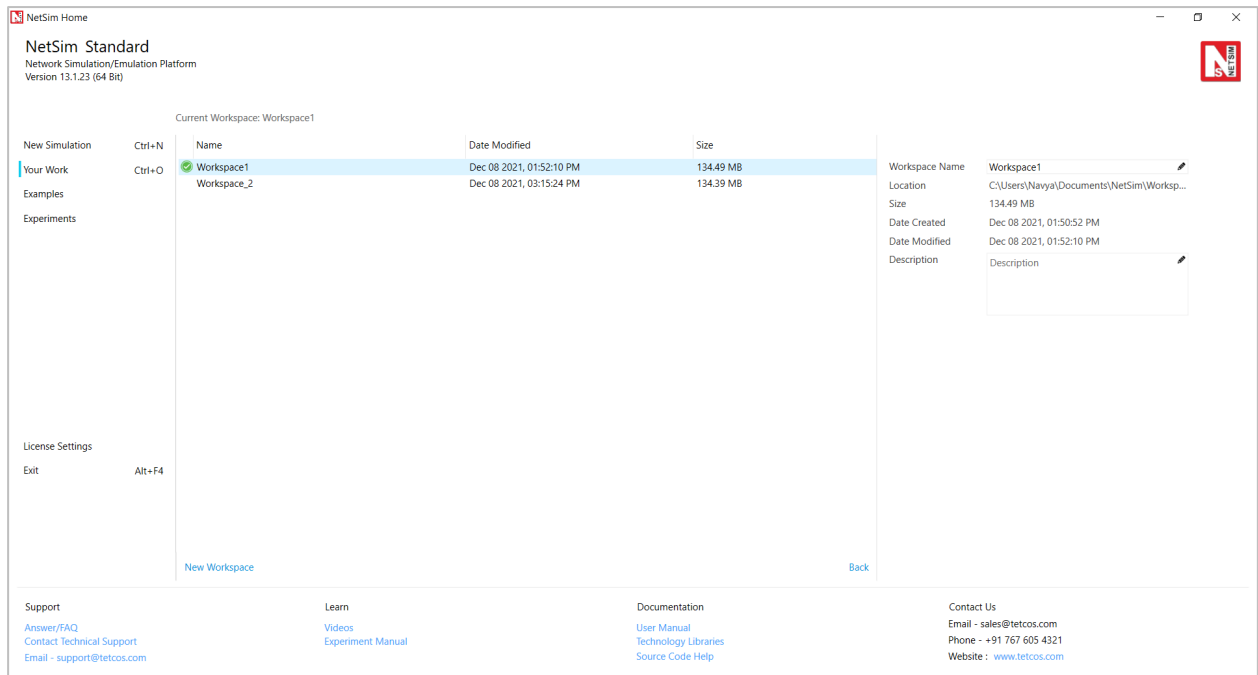 NetSim Home
NetSim Standard
Network Simulation/Emulation Platform
Version 13.1.23 (64 Bit)
NETSIM
Current Workspace: Workspace1
New Simulation Ctrl+N
Your Work Ctrl+O
Examples
Experiments
License Settings
Exit Alt+F4
Name Date Modified Size
Workspace1 Dec 08 2021, 01:52:10 PM 134.49 MB
Workspace_2 Dec 08 2021, 03:15:24 PM 134.39 MB
New Workspace Back
Workspace Name Workspace1
Location C:\Users\Navya\Documents\NetSim\Worksp...
Size 134.49 MB
Date Created Dec 08 2021, 01:50:52 PM
Date Modified Dec 08 2021, 01:52:10 PM
Description Description
Support
Answer/FAQ
Contact Technical Support
Email - support@tetcos.com
Learn
Videos
Experiment Manual
Documentation
User Manual
Technology Libraries
Source Code Help
Contact Us
Email - sales@tetcos.com
Phone - +91 767 605 4321
Website : www.tetcos.com